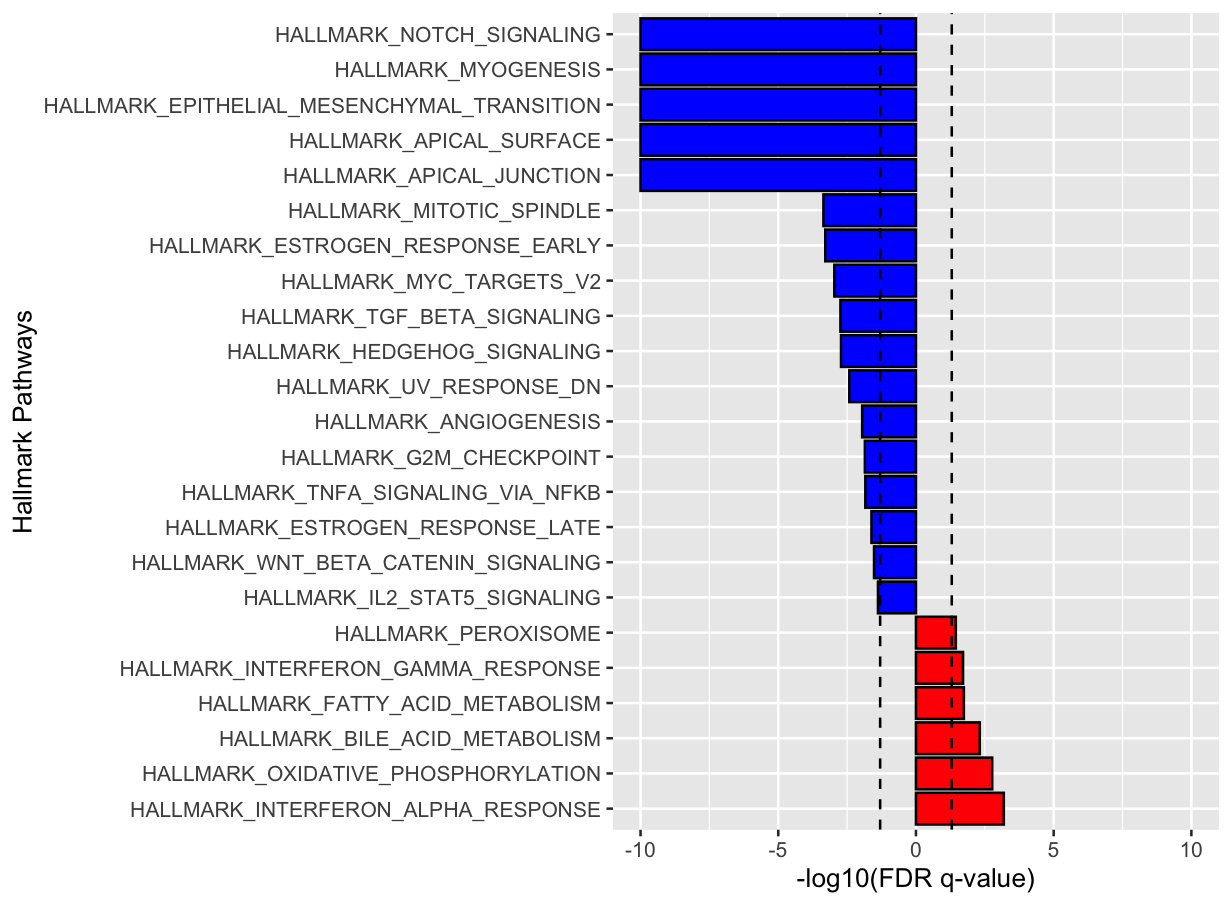 HALLMARK_NOTCH_SIGNALING
HALLMARK_MYOGENESIS
HALLMARK_EPITHELIAL_MESENCHYMAL_TRANSITION
HALLMARK_APICAL_SURFACE
HALLMARK_APICAL_JUNCTION
HALLMARK_MITOTIC_SPINDLE
HALLMARK_ESTROGEN_RESPONSE_EARLY
HALLMARK_MYC_TARGETS_V2
HALLMARK_TGF_BETA_SIGNALING
HALLMARK_HEDGEHOG_SIGNALING
HALLMARK_UV_RESPONSE_DN
HALLMARK_ANGIOGENESIS
HALLMARK_G2M_CHECKPOINT
HALLMARK_TNFA_SIGNALING_VIA_NFKB
HALLMARK_ESTROGEN_RESPONSE_LATE
HALLMARK_WNT_BETA_CATENIN_SIGNALING
HALLMARK_IL2_STAT5_SIGNALING
HALLMARK_PEROXISOME
HALLMARK_INTERFERON_GAMMA_RESPONSE
HALLMARK_FATTY_ACID_METABOLISM
HALLMARK_BILE_ACID_METABOLISM
HALLMARK_OXIDATIVE_PHOSPHORYLATION
HALLMARK_INTERFERON_ALPHA_RESPONSE
Hallmark Pathways
-10 -5 0 5 10
-log10(FDR q-value)